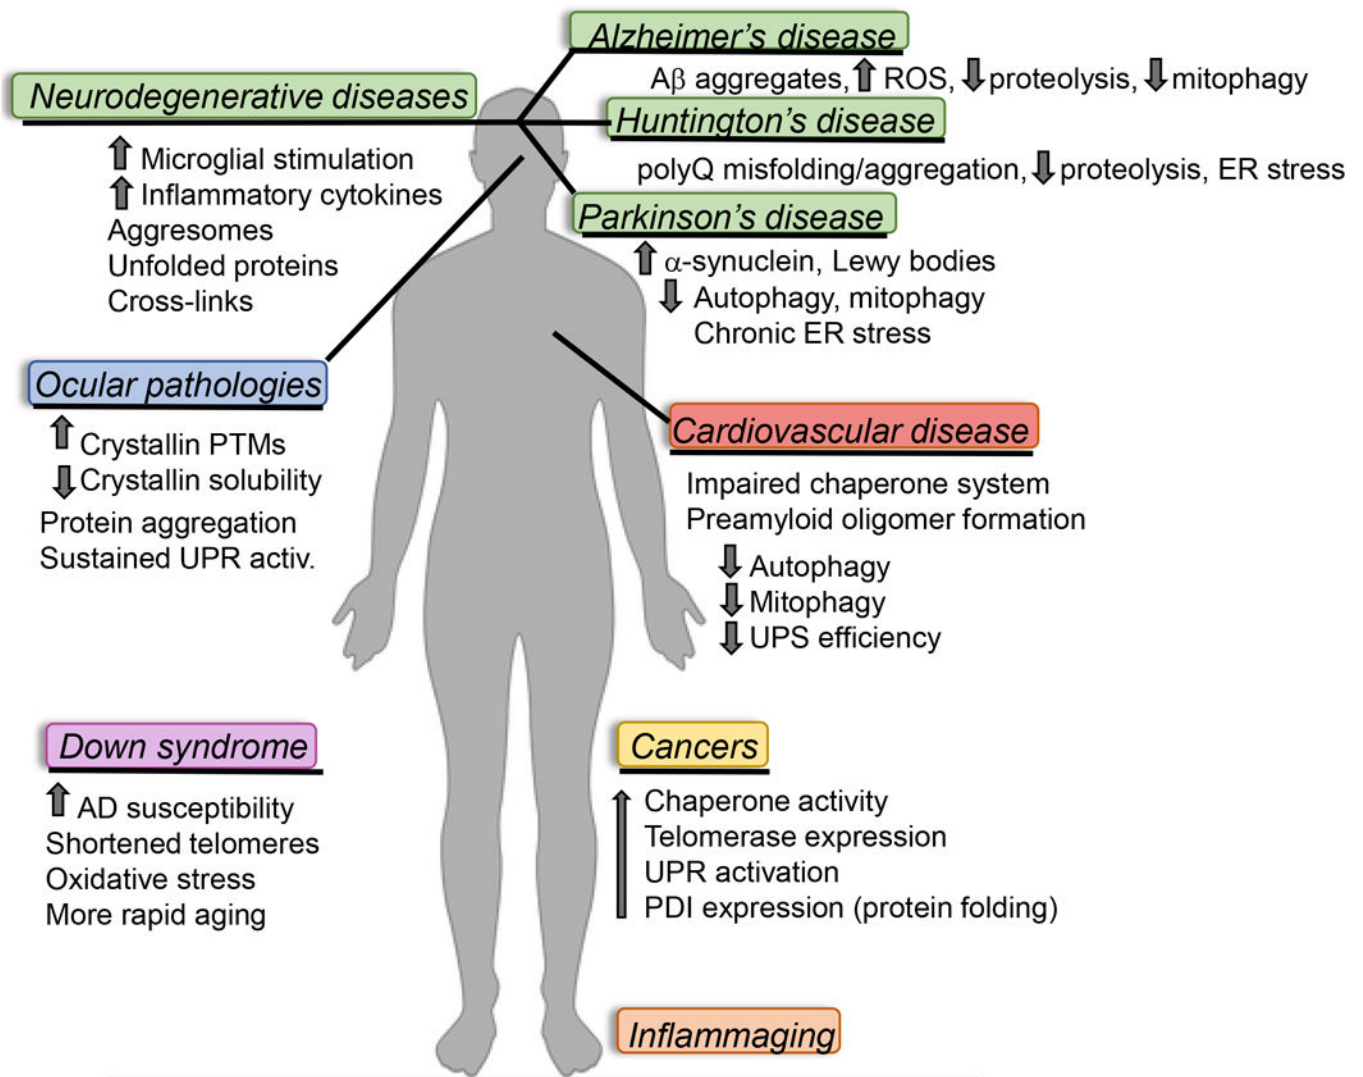 Alzheimer's disease
Aβ aggregates, ROS, proteolysis, mitophagy
Neurodegenerative diseases
Microglial stimulation
Inflammatory cytokines
Aggresomes
Unfolded proteins
Cross-links
Huntington's disease
polyQ misfolding/aggregation, proteolysis, ER stress
Parkinson's disease
α-synuclein, Lewy bodies
Autophagy, mitophagy
Chronic ER stress
Ocular pathologies
Crystallin PTMs
Crystallin solubility
Protein aggregation
Sustained UPR activ.
Cardiovascular disease
Impaired chaperone system
Preamyloid oligomer formation
Autophagy
Mitophagy
UPS efficiency
Down syndrome
AD susceptibility
Shortened telomeres
Oxidative stress
More rapid aging
Cancers
Chaperone activity
Telomerase expression
UPR activation
PDI expression (protein folding)
Inflammaging